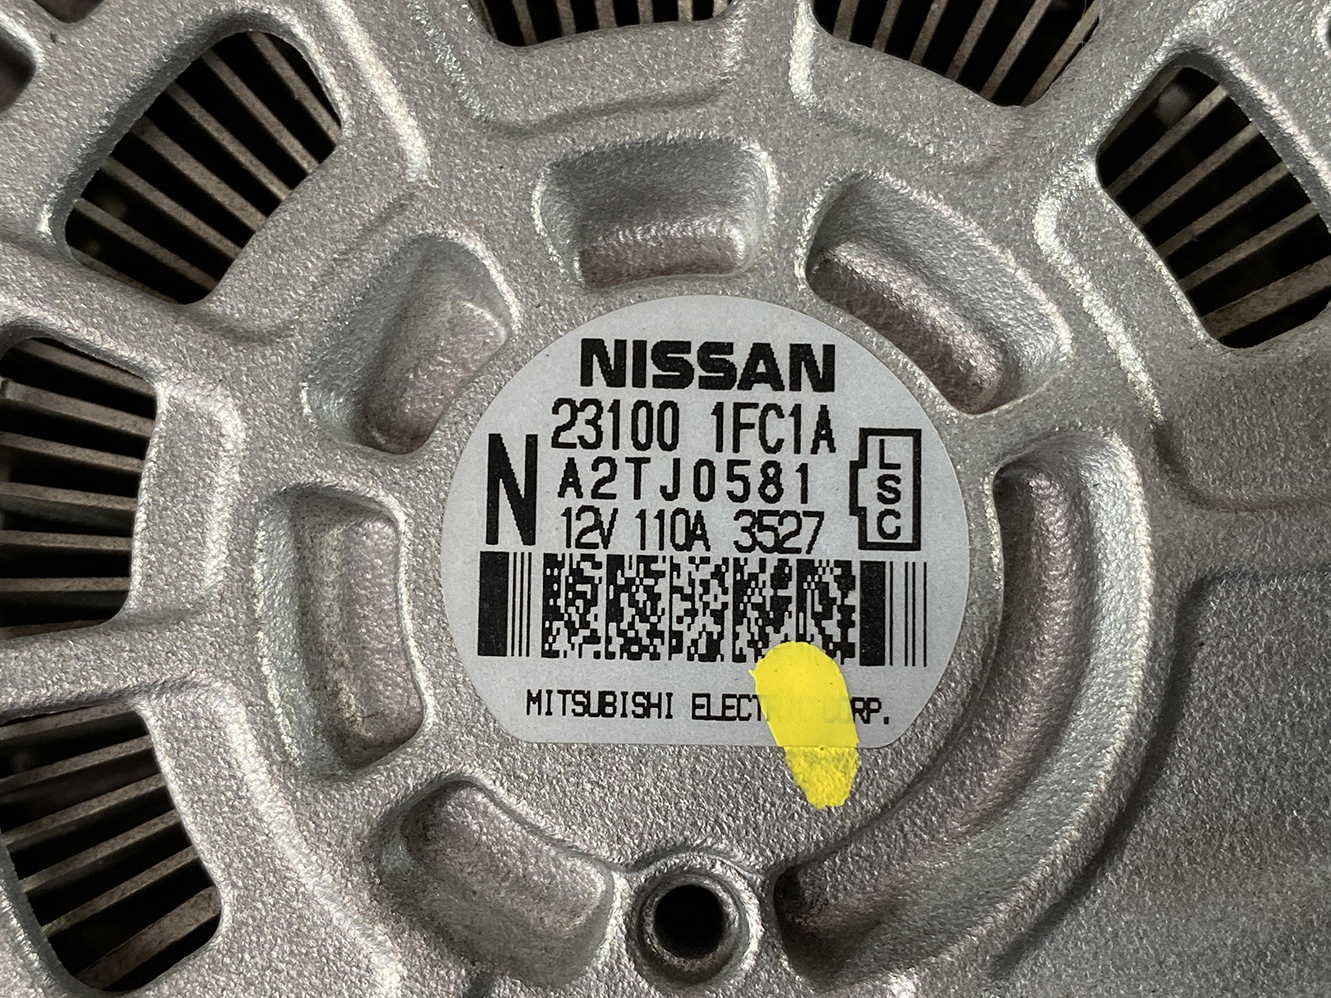 NISSAN
23100 1FC1A
N
A2TJ0581
12V 110A 3527
L
S
C
MITSUBISHI